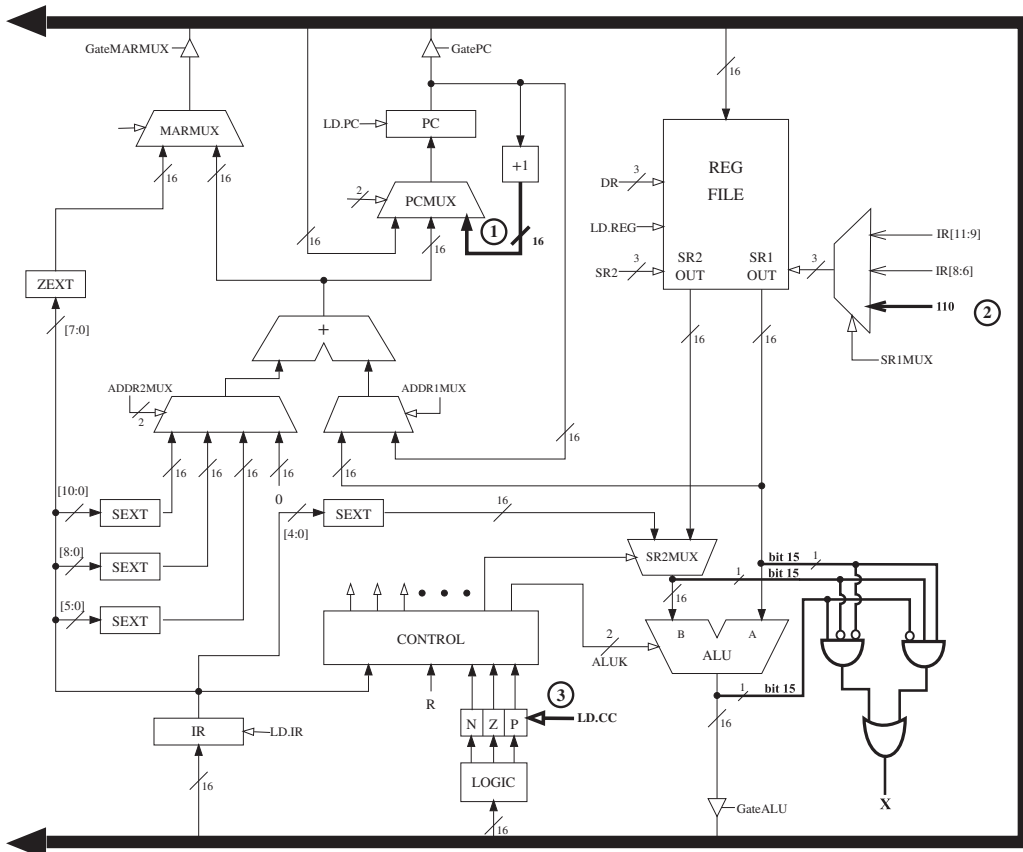 GateMARMUX
GatePC
16
MARMUX
LD.PC
PC
+1
REG
FILE
3
DR
16
16
2
PCMUX
1
16
16
16
LD.REG
3
SR2
SR2
OUT
SR1
OUT
3
IR[11:9]
IR[8:6]
110
2
SR1MUX
ZEXT
[7:0]
+
16
16
ADDR2MUX
2
ADDR1MUX
16
16
16
16
16
16
0
[10:0]
SEXT
[4:0]
SEXT
16
[8:0]
SEXT
SR2MUX
bit 15
1
1
bit 15
16
[5:0]
SEXT
CONTROL
2
ALUK
B
A
ALU
1
bit 15
R
3
N
Z
P
LD.CC
IR
LD.IR
16
16
LOGIC
16
GateALU
X